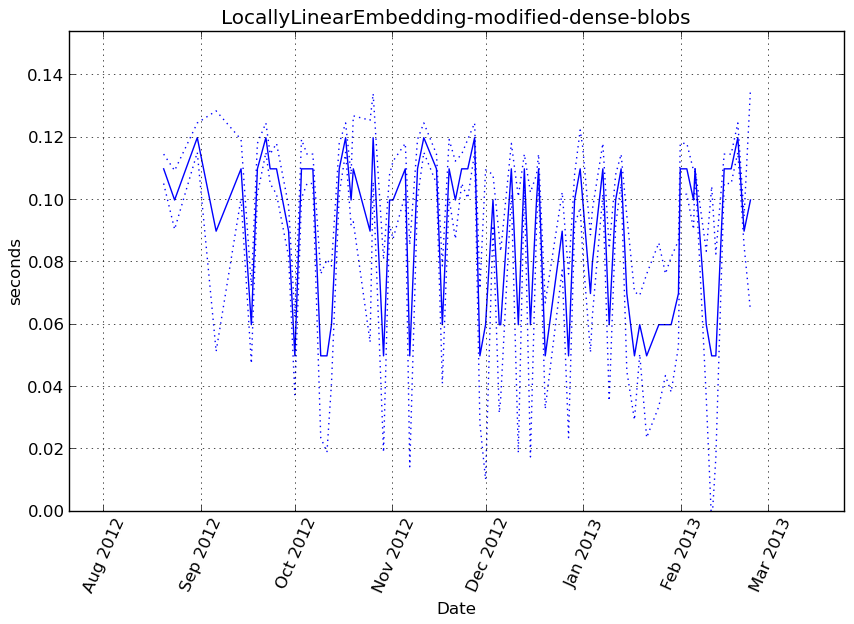 LocallyLinearEmbedding-modified-dense-blobs
0.14
0.12
0.10
0.08
0.06
0.04
0.02
0.00
seconds
Aug 2012
Sep 2012
Oct 2012
Nov 2012
Dec 2012
Jan 2013
Feb 2013
Mar 2013
Date